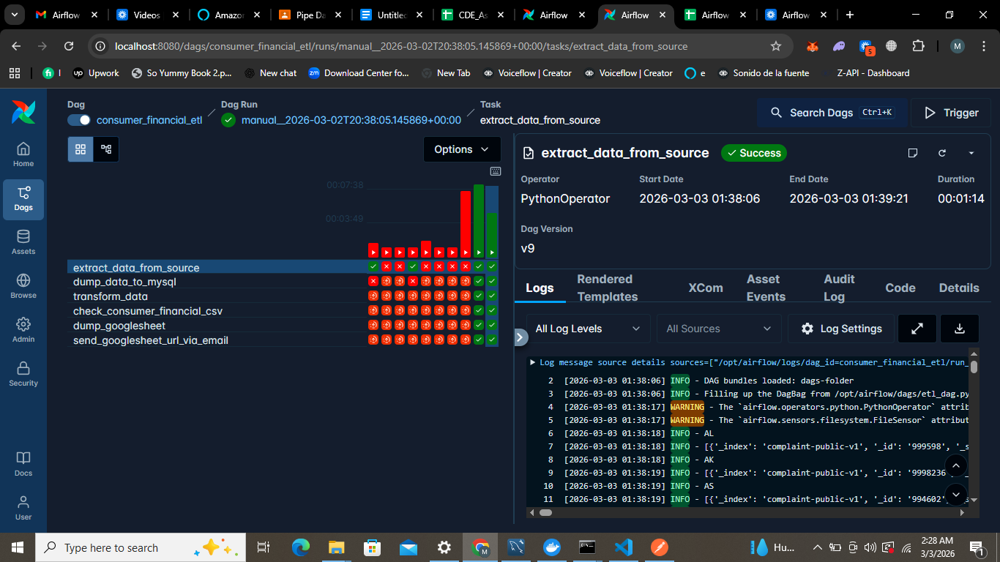 Airflow
Videos
Amazon
Pipe Da
Untitled
CDE_As
Airflow
Airflow
Airflow
Airflow
localhost:8080/dags/consumer_financial_etl/runs/manual__2026-03-02T20:38:05.145869+00:00/tasks/extract_data_from_source
5
M
I
Upwork
So Yummy Book 2.p...
New chat
Download Center fo...
New Tab
Voiceflow | Creator
Voiceflow | Creator
e
Sonido de la fuente
Z-API - Dashboard
Dag
consumer_financial_etl
Dag Run
manual__2026-03-02T20:38:05.145869+00:00
Task
extract_data_from_source
Search Dags Ctrl+K
Trigger
Home
Dags
Assets
Browse
Admin
Security
Docs
User
Options
00:07:38
00:03:49
extract_data_from_source
dump_data_to_mysql
transform_data
check_consumer_financial_csv
dump_googlesheet
send_googlesheet_url_via_email
extract_data_from_source Success
Operator
PythonOperator
Start Date
2026-03-03 01:38:06
End Date
2026-03-03 01:39:21
Duration
00:01:14
Dag Version
v9
Logs
Rendered Templates
XCom
Asset Events
Audit Log
Code
Details
All Log Levels
All Sources
Log Settings
Log message source details sources=["/opt/airflow/logs/dag_id=consumer_financial_etl/run_
2 [2026-03-03 01:38:06] INFO - DAG bundles loaded: dags-folder
3 [2026-03-03 01:38:06] INFO - Filling up the DagBag from /opt/airflow/dags/etl_dag.py
4 [2026-03-03 01:38:17] WARNING - The `airflow.operators.python.PythonOperator` attrib
5 [2026-03-03 01:38:17] WARNING - The `airflow.sensors.filesystem.FileSensor` attribut
6 [2026-03-03 01:38:18] INFO - AL
7 [2026-03-03 01:38:18] INFO - [{'_index': 'complaint-public-v1', '_id': '999598', '_s
8 [2026-03-03 01:38:18] INFO - AK
9 [2026-03-03 01:38:19] INFO - [{'_index': 'complaint-public-v1', '_id': '9998236'
10 [2026-03-03 01:38:19] INFO - AS
11 [2026-03-03 01:38:19] INFO - [{'_index': 'complaint-public-v1', '_id': '994602',
Type here to search
Hu...
2:28 AM
3/3/2026
1